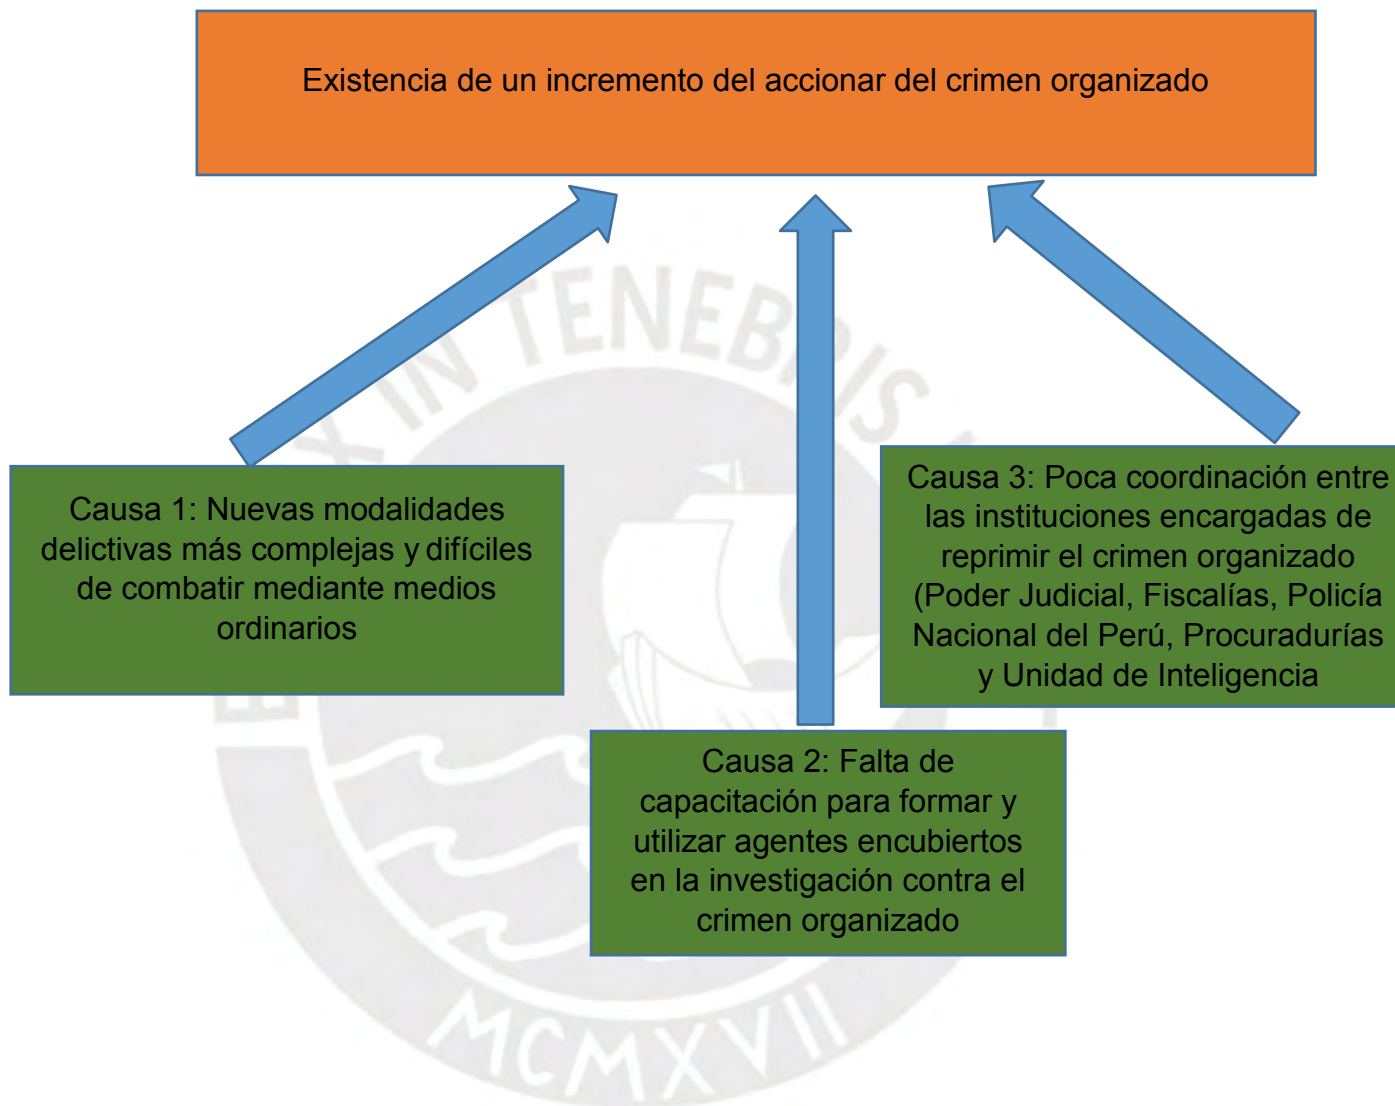 Existencia de un incremento del accionar del crimen organizado
Causa 1: Nuevas modalidades
delictivas más complejas y difíciles
de combatir mediante medios
ordinarios
Causa 3: Poca coordinación entre
las instituciones encargadas de
reprimir el crimen organizado
(Poder Judicial, Fiscalías, Policía
Nacional del Perú, Procuradurías
y Unidad de Inteligencia
Causa 2: Falta de
capacitación para formar y
utilizar agentes encubiertos
en la investigación contra el
crimen organizado
X IN TENEBRIS
MCMXVII